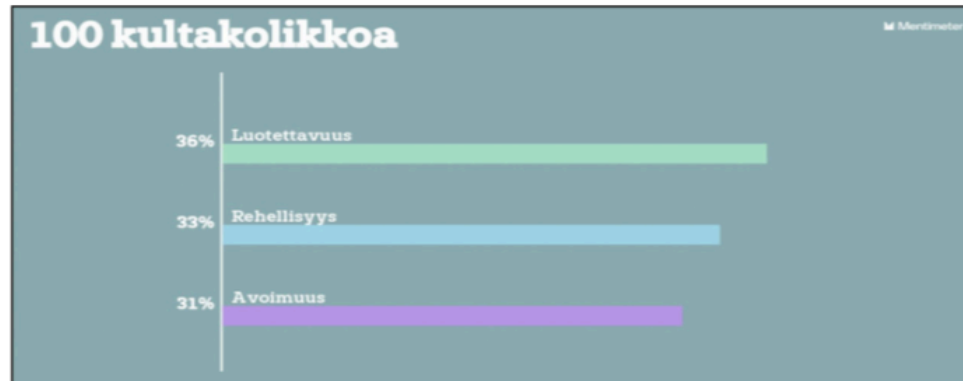 100 kultakolikkoa
Mentimeter
36% Luotettavuus
33% Rehellisyys
31% Avoimuus